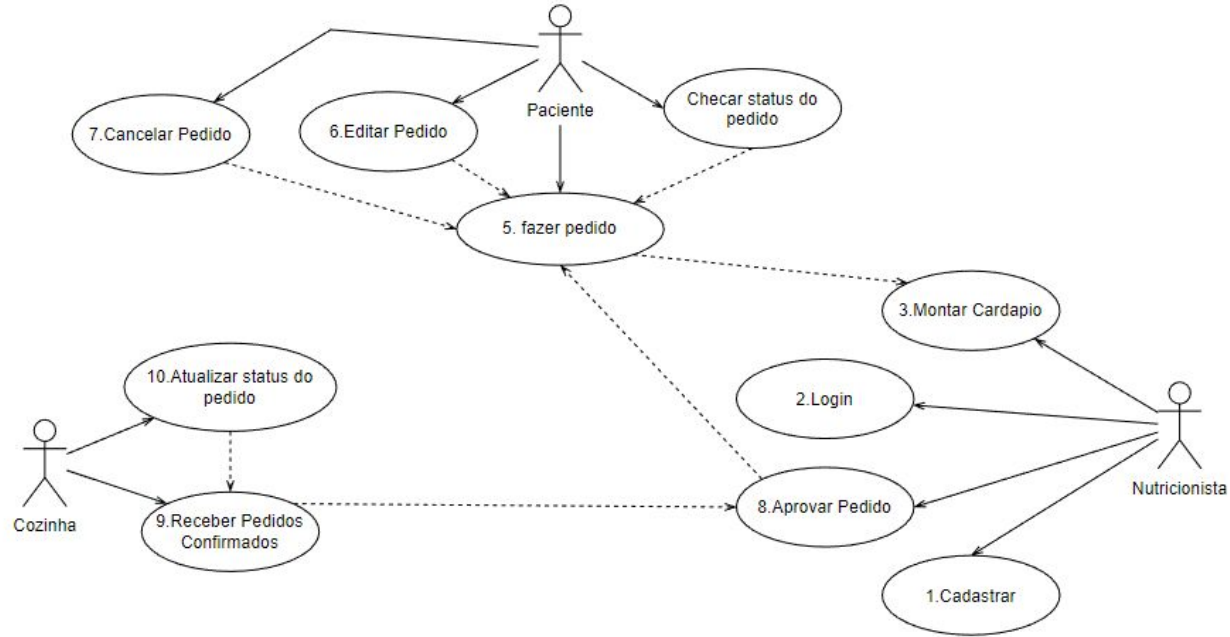 Paciente
Checar status do
pedido
7.Cancelar Pedido
6.Editar Pedido
5. fazer pedido
3.Montar Cardapio
10.Atualizar status do
pedido
2.Login
Nutricionista
Cozinha
9.Receber Pedidos
Confirmados
8.Aprovar Pedido
1.Cadastrar